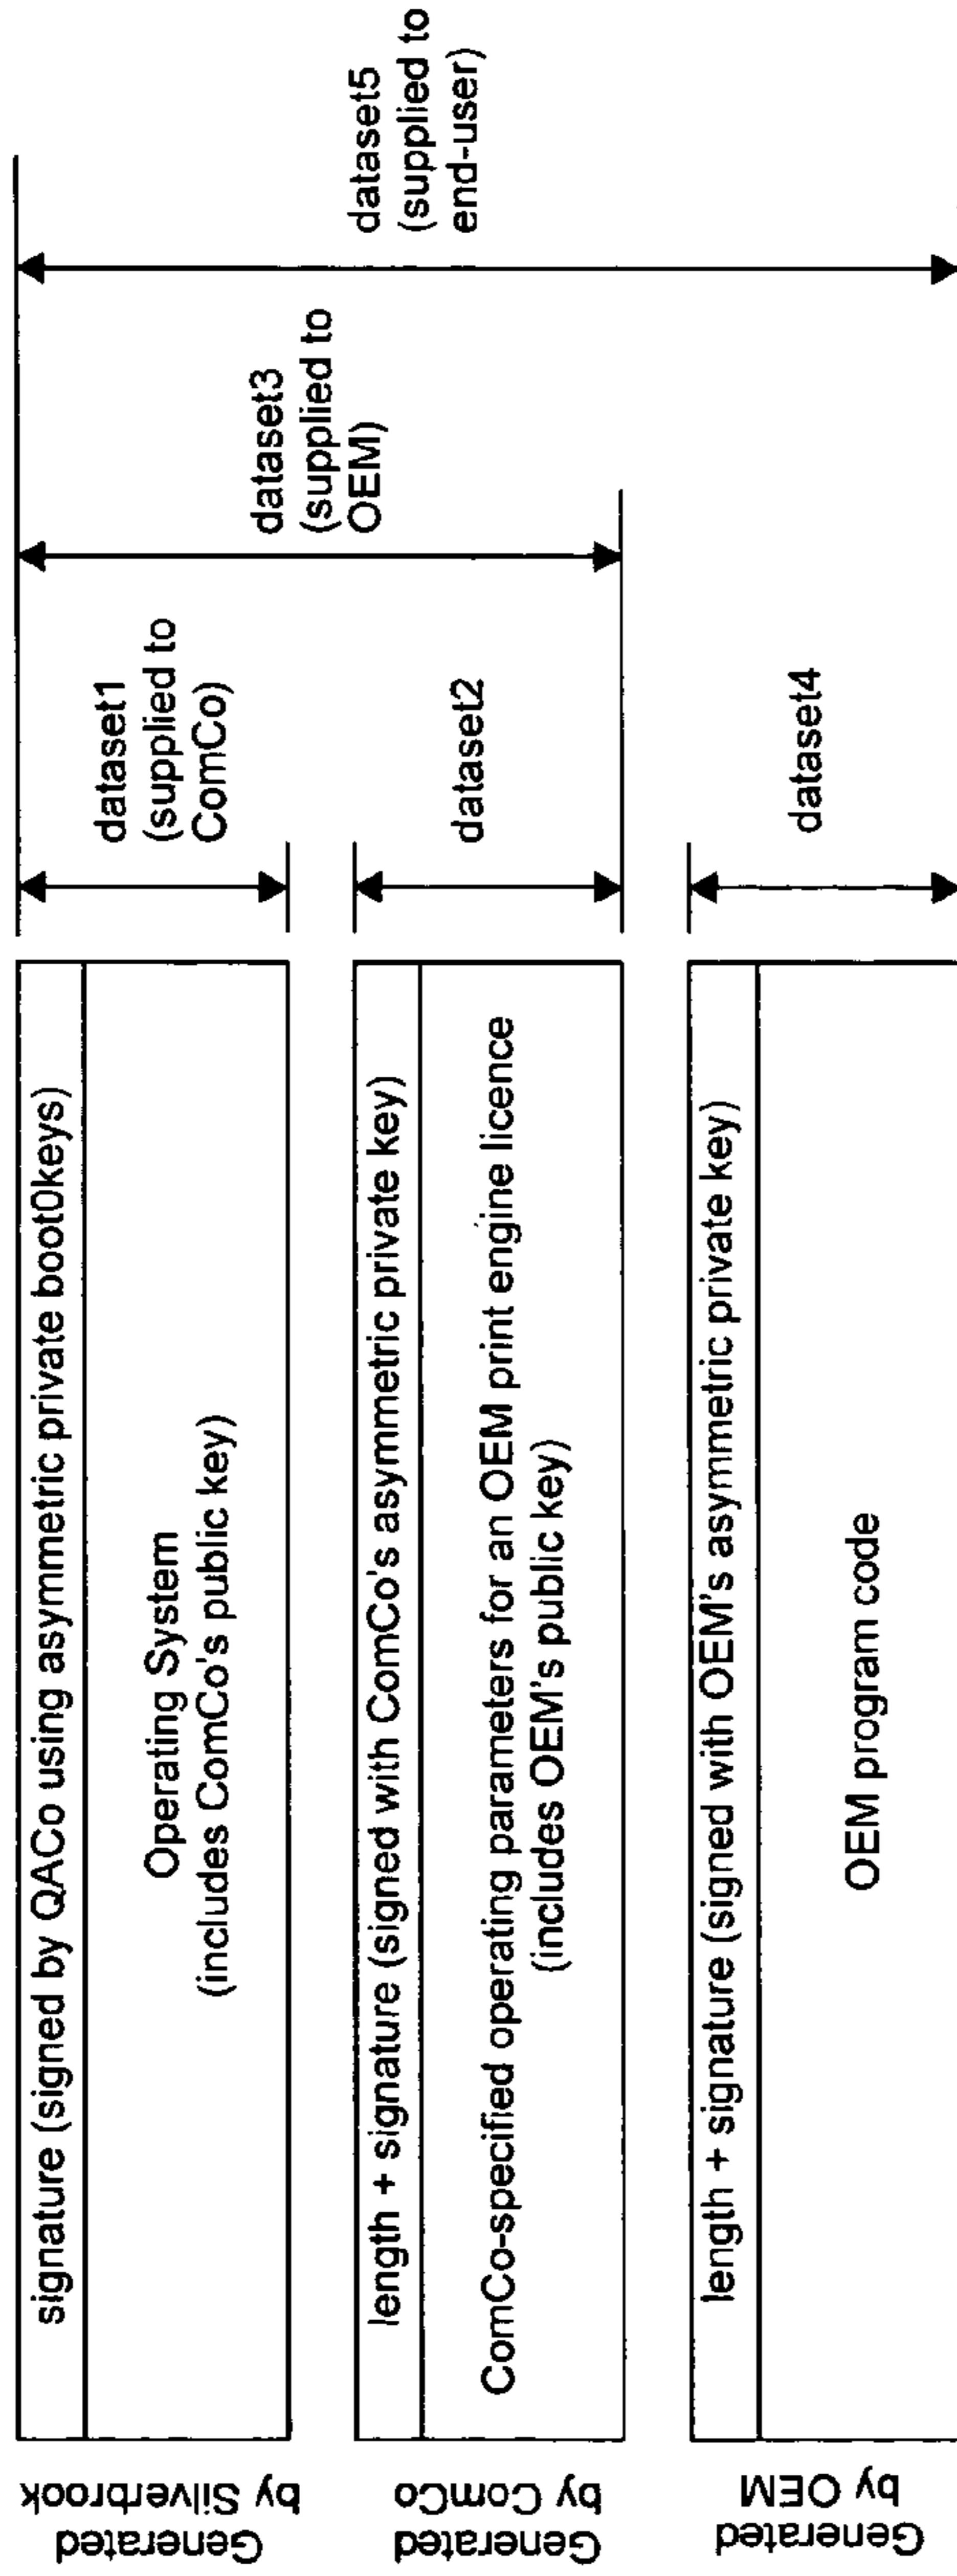 Generated
by Silverbrook
signature (signed by QACo using asymmetric private boot0keys)
Operating System
(includes ComCo's public key)
dataset1
(supplied to
ComCo)
Generated
by ComCo
length + signature (signed with ComCo's asymmetric private key)
ComCo-specified operating parameters for an OEM print engine licence
(includes OEM's public key)
dataset2
dataset3
(supplied to
OEM)
Generated
by OEM
length + signature (signed with OEM's asymmetric private key)
OEM program code
dataset4
dataset5
(supplied to
end-user)